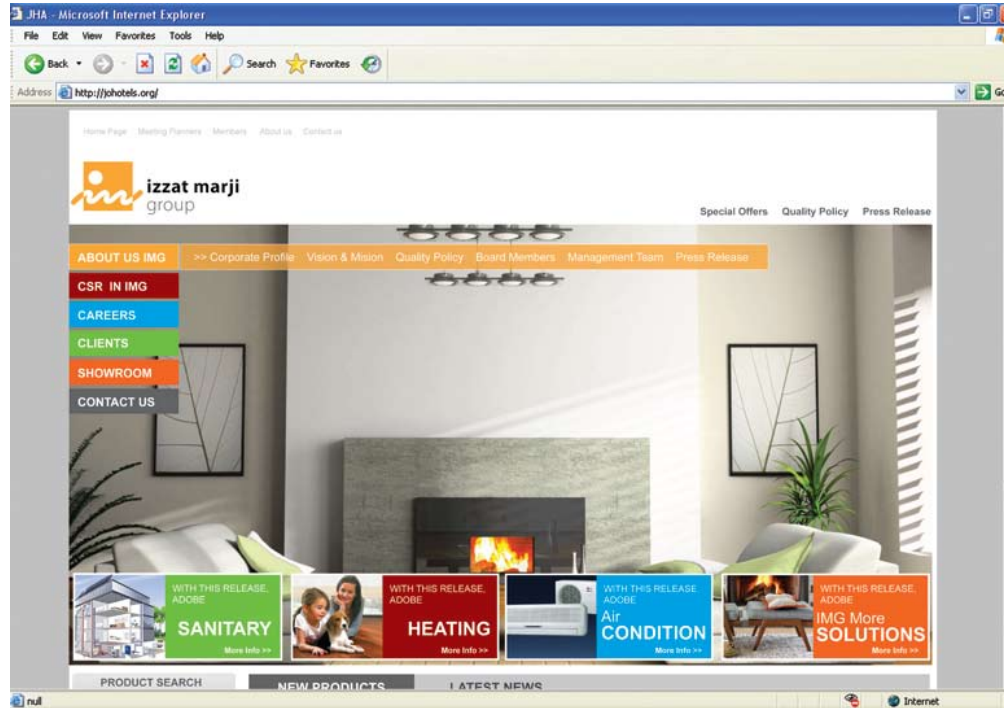 JHA - Microsoft Internet Explorer
File Edit View Favorites Tools Help
Back Search Favorites
Address http://johotels.org/ Go
Home Page Meeting Planners Members About us Contact us
izzat marji
group
Special Offers Quality Policy Press Release
ABOUT US IMG >> Corporate Profile Vision & Mision Quality Policy Board Members Management Team Press Release
CSR IN IMG
CAREERS
CLIENTS
SHOWROOM
CONTACT US
WITH THIS RELEASE,
ADOBE
SANITARY
More Info >>
WITH THIS RELEASE,
ADOBE
HEATING
More Info >>
WITH THIS RELEASE,
ADOBE
Air
CONDITION
More Info >>
WITH THIS RELEASE,
ADOBE
IMG More
SOLUTIONS
More Info >>
PRODUCT SEARCH NEW PRODUCTS LATEST NEWS
null Internet